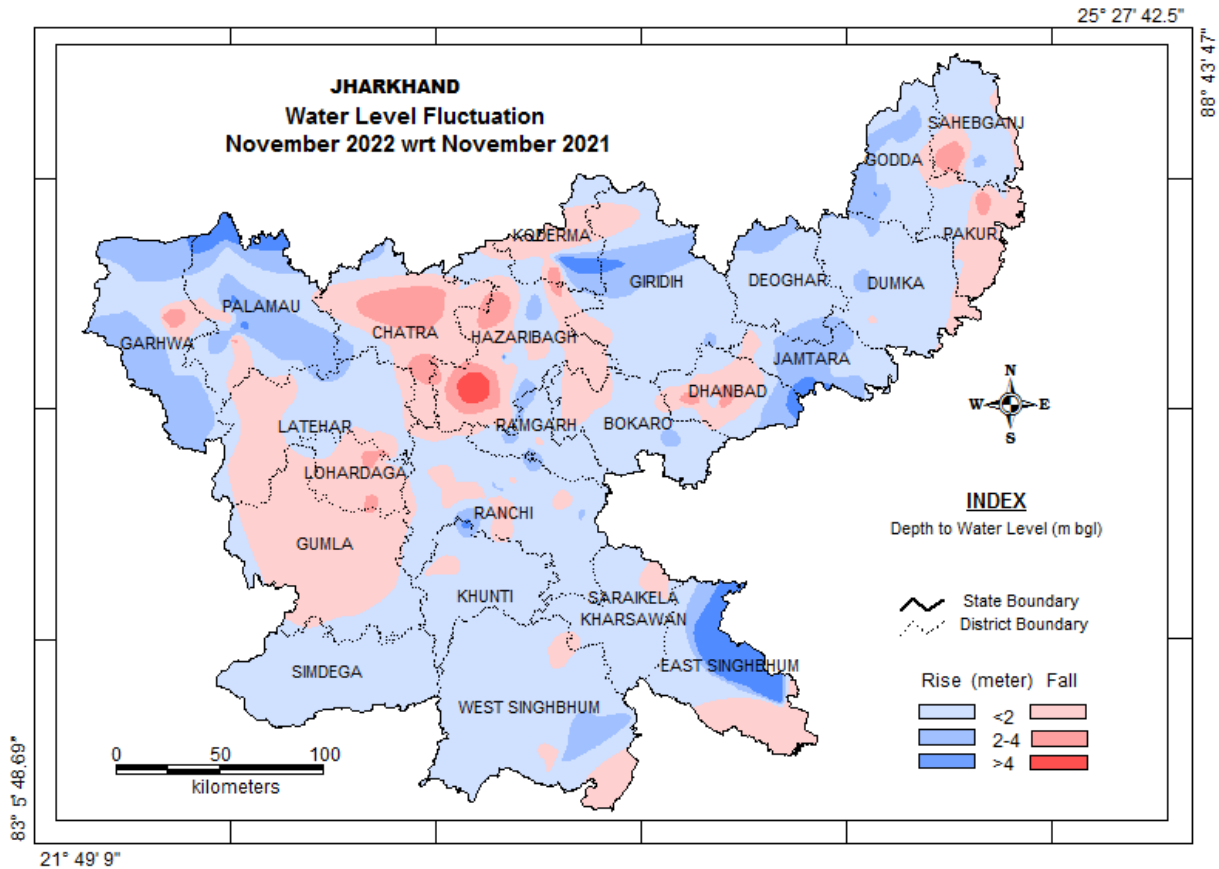 25° 27' 42.5"
88° 43' 47"
JHARKHAND
Water Level Fluctuation
November 2022 wrt November 2021
SAHEBGANJ
GODDA
PAKUR
KODERMA
GIRIDIH
DEOGHAR
DUMKA
PALAMAU
GARHWA
CHATRA
HAZARIBAGH
JAMTARA
DHANBAD
LATEHAR
RAMGARH
BOKARO
LOHARDAGA
RANCHI
GUMLA
KHUNTI
SARAIKELA
KHARSAWAN
SIMDEGA
EAST SINGHBHUM
WEST SINGHBHUM
N
W E
S
INDEX
Depth to Water Level (m bgl)
State Boundary
District Boundary
Rise (meter) Fall
<2
2-4
>4
0 50 100
kilometers
83° 5' 48.69"
21° 49' 9"